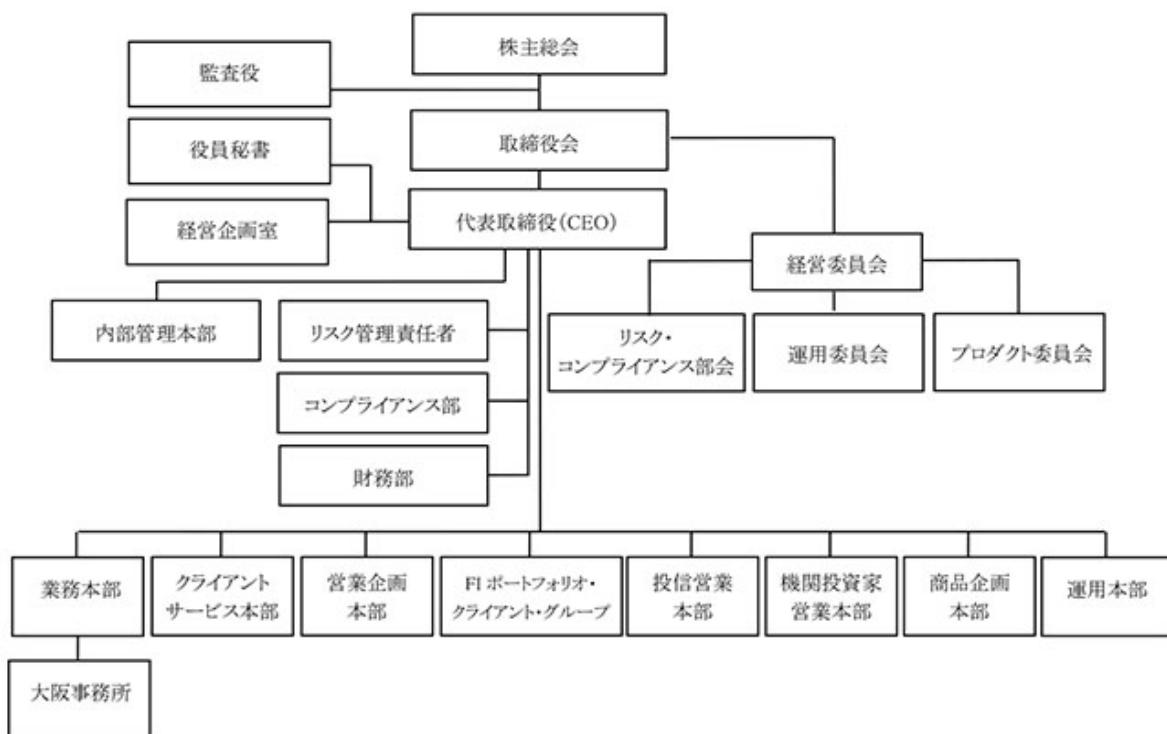 株主総会
監査役
取締役会
役員秘書
代表取締役(CEO)
経営企画室
経営委員会
内部管理本部
リスク管理責任者
リスク・
コンプライアンス部会
運用委員会
プロダクト委員会
コンプライアンス部
財務部
業務本部
クライアント
サービス本部
営業企画
本部
FIポートフォリオ・
クライアント・グループ
投信営業
本部
機関投資家
営業本部
商品企画
本部
運用本部
大阪事務所